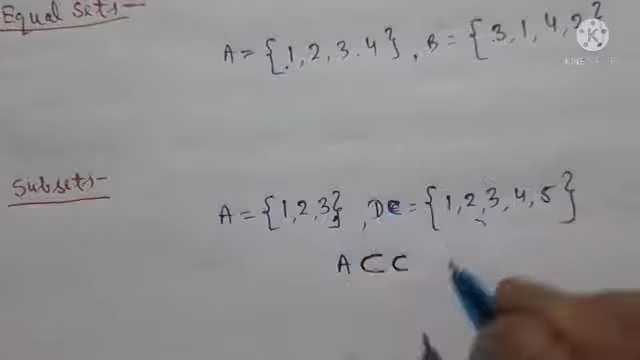 Equal Sets:-
A = {1, 2, 3, 4}, B = {3, 1, 4, 2}
Subsets:-
A = {1, 2, 3}, C = {1, 2, 3, 4, 5}
A ⊂ C